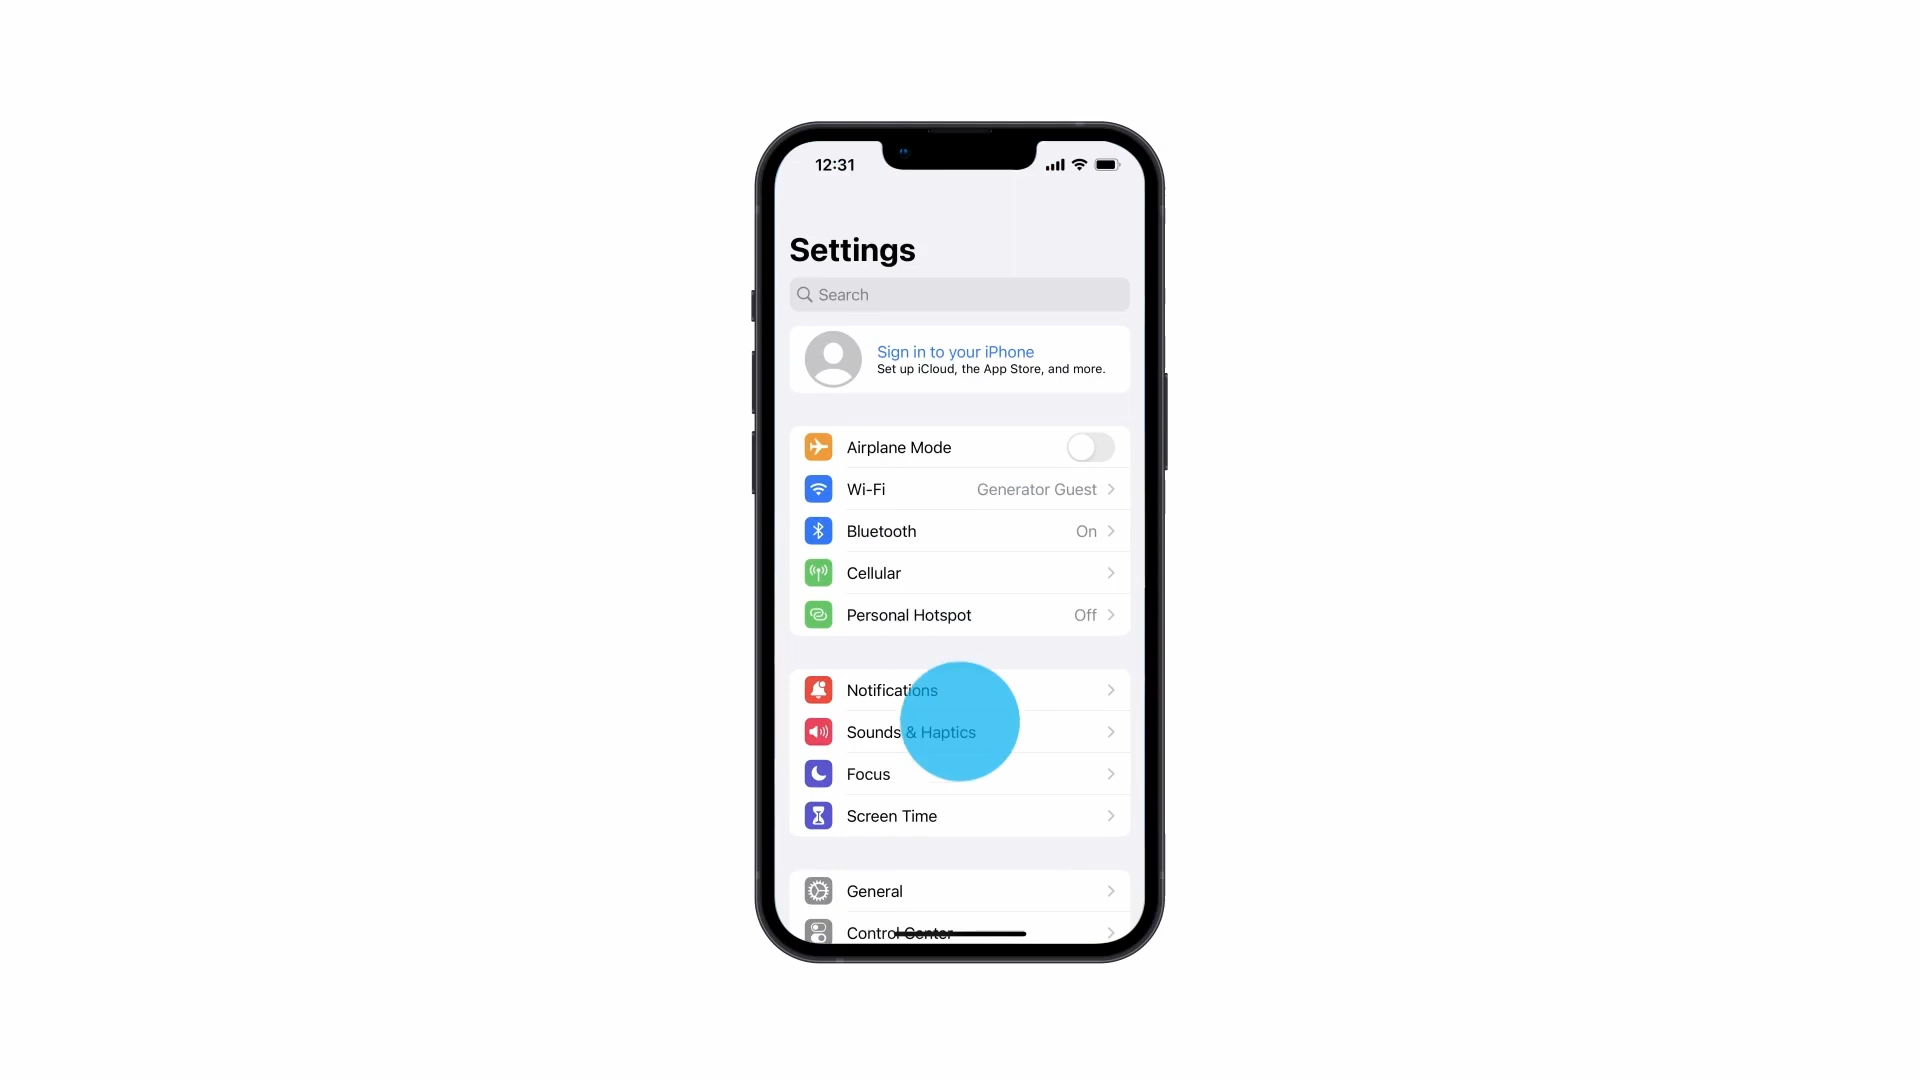 12:31
Settings
Search
Sign in to your iPhone
Set up iCloud, the App Store, and more.
Airplane Mode
Wi-Fi Generator Guest
Bluetooth On
Cellular
Personal Hotspot Off
Notifications
Sounds & Haptics
Focus
Screen Time
General
Control Center